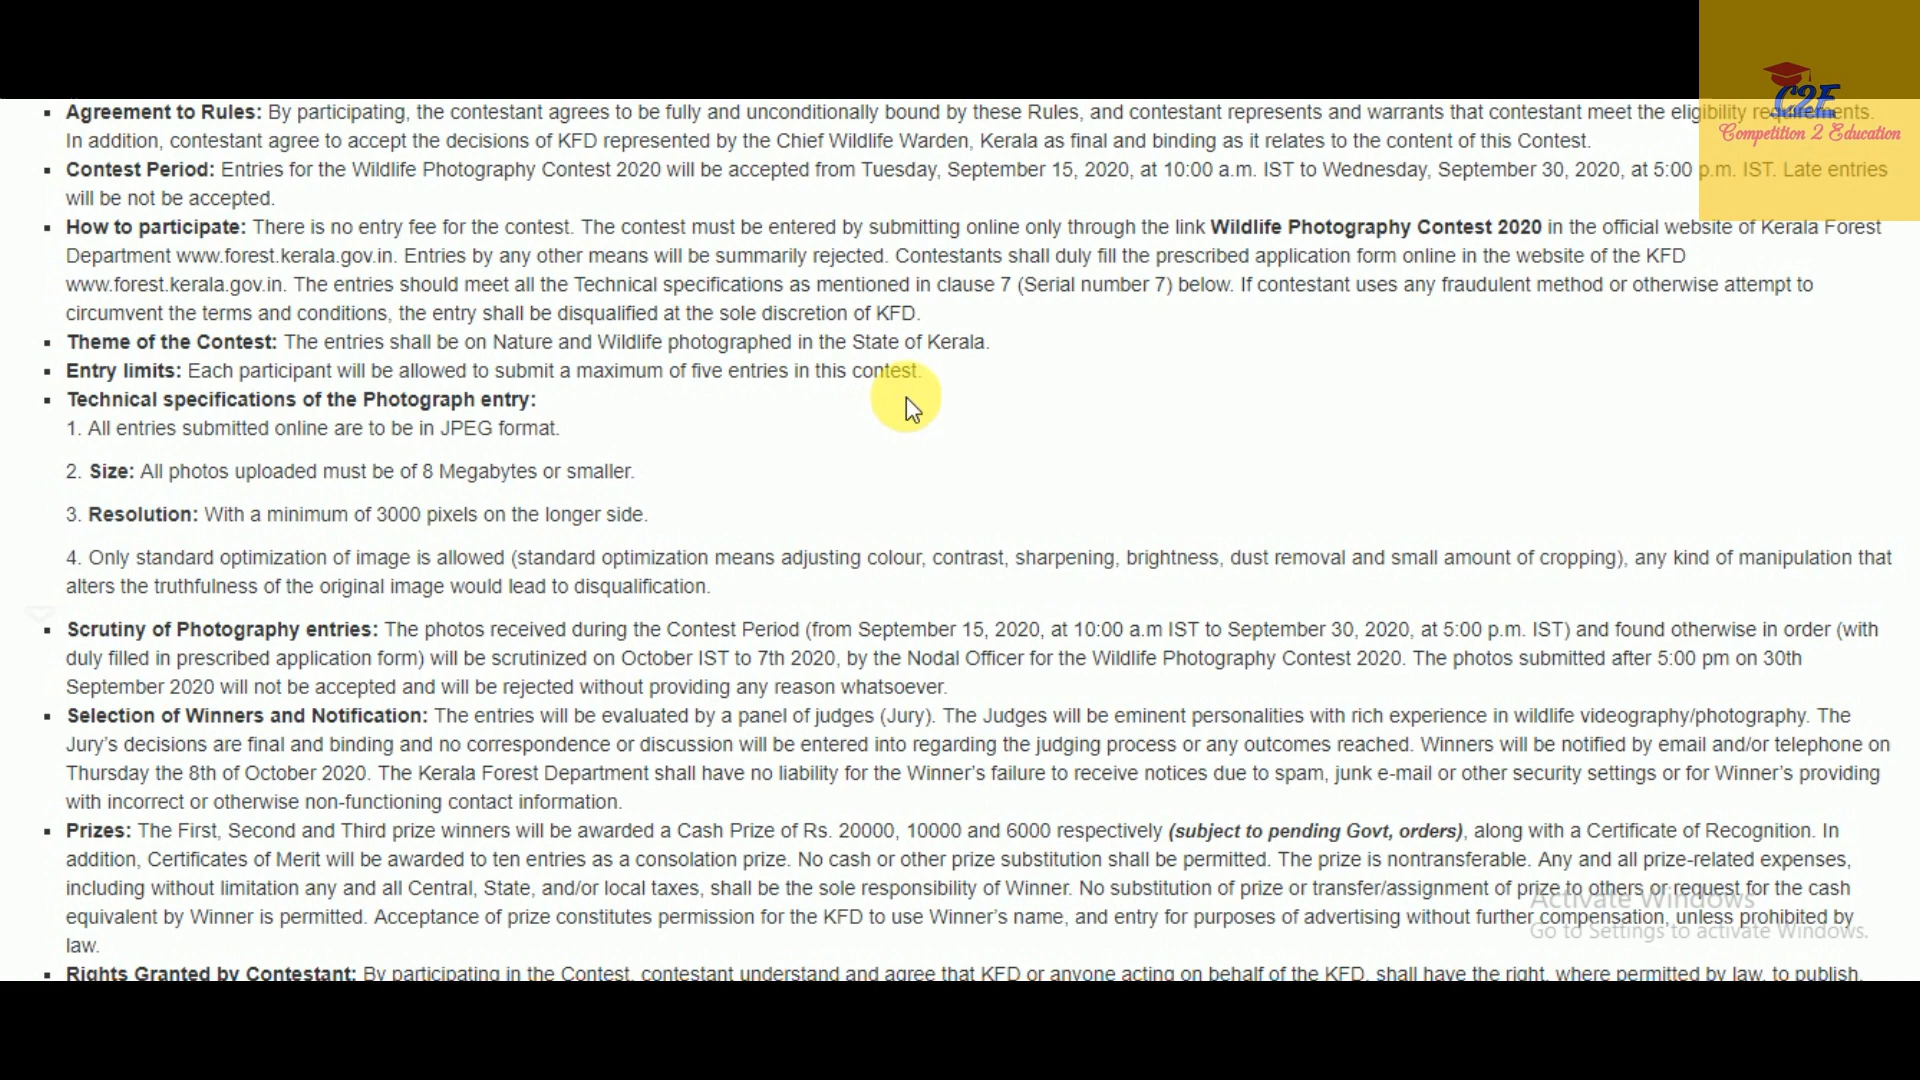 C2E
Competition 2 Education
Agreement to Rules: By participating, the contestant agrees to be fully and unconditionally bound by these Rules, and contestant represents and warrants that contestant meet the eligibility requirements.
In addition, contestant agree to accept the decisions of KFD represented by the Chief Wildlife Warden, Kerala as final and binding as it relates to the content of this Contest.
Contest Period: Entries for the Wildlife Photography Contest 2020 will be accepted from Tuesday, September 15, 2020, at 10:00 a.m. IST to Wednesday, September 30, 2020, at 5:00 p.m. IST. Late entries
will be not be accepted.
How to participate: There is no entry fee for the contest. The contest must be entered by submitting online only through the link Wildlife Photography Contest 2020 in the official website of Kerala Forest
Department www.forest.kerala.gov.in. Entries by any other means will be summarily rejected. Contestants shall duly fill the prescribed application form online in the website of the KFD
www.forest.kerala.gov.in. The entries should meet all the Technical specifications as mentioned in clause 7 (Serial number 7) below. If contestant uses any fraudulent method or otherwise attempt to
circumvent the terms and conditions, the entry shall be disqualified at the sole discretion of KFD.
Theme of the Contest: The entries shall be on Nature and Wildlife photographed in the State of Kerala.
Entry limits: Each participant will be allowed to submit a maximum of five entries in this contest.
Technical specifications of the Photograph entry:
1. All entries submitted online are to be in JPEG format.
2. Size: All photos uploaded must be of 8 Megabytes or smaller.
3. Resolution: With a minimum of 3000 pixels on the longer side.
4. Only standard optimization of image is allowed (standard optimization means adjusting colour, contrast, sharpening, brightness, dust removal and small amount of cropping), any kind of manipulation that
alters the truthfulness of the original image would lead to disqualification.
Scrutiny of Photography entries: The photos received during the Contest Period (from September 15, 2020, at 10:00 a.m IST to September 30, 2020, at 5:00 p.m. IST) and found otherwise in order (with
duly filled in prescribed application form) will be scrutinized on October IST to 7th 2020, by the Nodal Officer for the Wildlife Photography Contest 2020. The photos submitted after 5:00 pm on 30th
September 2020 will not be accepted and will be rejected without providing any reason whatsoever.
Selection of Winners and Notification: The entries will be evaluated by a panel of judges (Jury). The Judges will be eminent personalities with rich experience in wildlife videography/photography. The
Jury's decisions are final and binding and no correspondence or discussion will be entered into regarding the judging process or any outcomes reached. Winners will be notified by email and/or telephone on
Thursday the 8th of October 2020. The Kerala Forest Department shall have no liability for the Winner's failure to receive notices due to spam, junk e-mail or other security settings or for Winner's providing
with incorrect or otherwise non-functioning contact information.
Prizes: The First, Second and Third prize winners will be awarded a Cash Prize of Rs. 20000, 10000 and 6000 respectively (subject to pending Govt, orders), along with a Certificate of Recognition. In
addition, Certificates of Merit will be awarded to ten entries as a consolation prize. No cash or other prize substitution shall be permitted. The prize is nontransferable. Any and all prize-related expenses,
including without limitation any and all Central, State, and/or local taxes, shall be the sole responsibility of Winner. No substitution of prize or transfer/assignment of prize to others or request for the cash
equivalent by Winner is permitted. Acceptance of prize constitutes permission for the KFD to use Winner's name, and entry for purposes of advertising without further compensation, unless prohibited by
law.
Rights Granted by Contestant: By participating in the Contest, contestant understand and agree that KFD or anyone acting on behalf of the KFD, shall have the right, where permitted by law, to publish,
Activate Windows
Go to Settings to activate Windows.